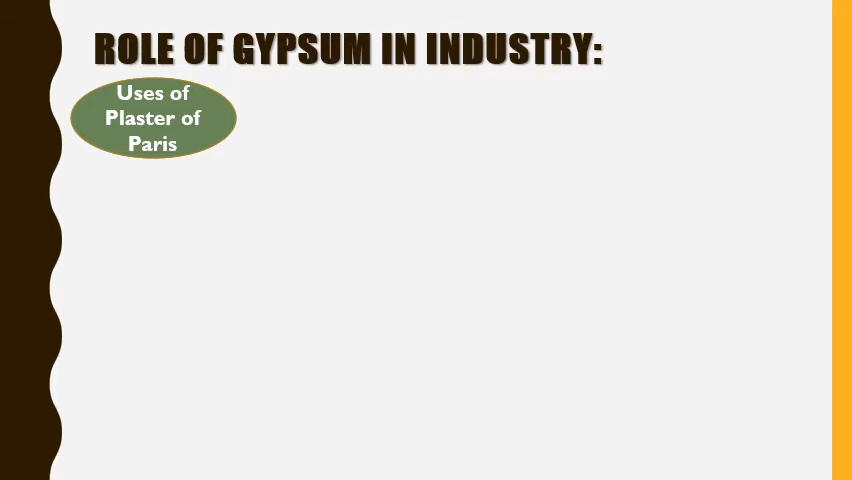 ROLE OF GYPSUM IN INDUSTRY:
Uses of
Plaster of
Paris